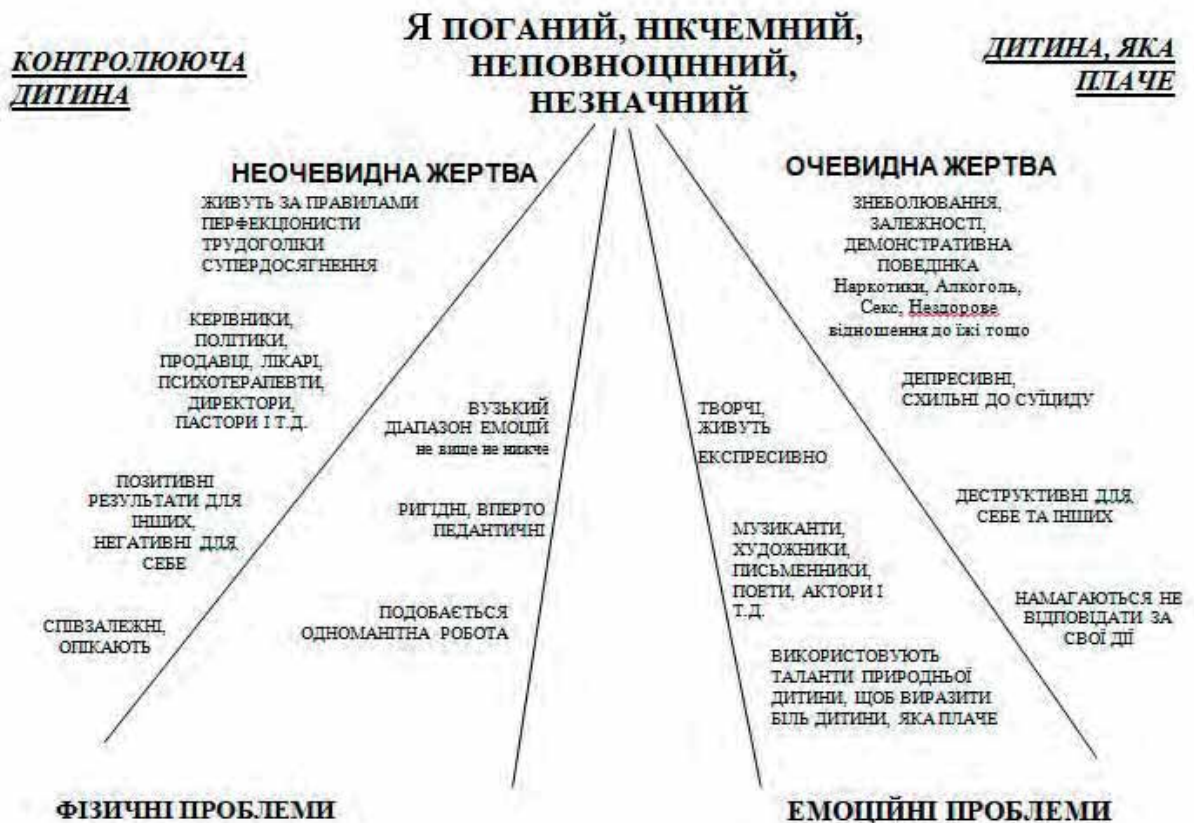 Я ПОГАНИЙ, НІКЧЕМНИЙ,
НЕПОВНОЦІННИЙ,
НЕЗНАЧНИЙ
КОНТРОЛЮЮЧА
ДИТИНА
ДИТИНА, ЯКА
ПЛАЧЕ
НЕОЧЕВИДНА ЖЕРТВА
ЖИВУТЬ ЗА ПРАВИЛАМИ
ПЕРФЕКЦІОНИСТИ
ТРУДОГОЛІКИ
СУПЕРДОСЯГНЕННЯ
КЕРІВНИКИ,
ПОЛІТИКИ,
ПРОДАВЦІ, ЛІКАРІ,
ПСИХОТЕРАПЕВТИ,
ДИРЕКТОРИ,
ПАСТОРИ І Т.Д.
ПОЗИТИВНІ
РЕЗУЛЬТАТИ ДЛЯ
ІНШИХ,
НЕГАТИВНІ ДЛЯ
СЕБЕ
СПІВЗАЛЕЖНІ,
ОПІКАЮТЬ
ВУЗЬКИЙ
ДІАПАЗОН ЕМОЦІЙ
не вище не нижче
РИГІДНІ, ВПЕРТО
ПЕДАНТИЧНІ
ПОДОБАЄТЬСЯ
ОДНОМАНІТНА РОБОТА
ТВОРЧІ,
ЖИВУТЬ
ЕКСПРЕСИВНО
МУЗИКАНТИ,
ХУДОЖНИКИ,
ПИСЬМЕННИКИ,
ПОЕТИ, АКТОРИ І
Т.Д.
ВИКОРИСТОВУЮТЬ
ТАЛАНТИ ПРИРОДНЬОЇ
ДИТИНИ, ЩОБ ВИРАЗИТИ
БІЛЬ ДИТИНИ, ЯКА ПЛАЧЕ
ОЧЕВИДНА ЖЕРТВА
ЗНЕБОЛЮВАННЯ,
ЗАЛЕЖНОСТІ,
ДЕМОНСТРАТИВНА
ПОВЕДІНКА
Наркотики, Алкоголь,
Секс, Нездорове
відношення до їжі тощо
ДЕПРЕСИВНІ,
СХИЛЬНІ ДО СУЇЦИДУ
ДЕСТРУКТИВНІ ДЛЯ
СЕБЕ ТА ІНШИХ
НАМАГАЮТЬСЯ НЕ
ВІДПОВІДАТИ ЗА
СВОЇ ДІЇ
ФІЗИЧНІ ПРОБЛЕМИ
ЕМОЦІЙНІ ПРОБЛЕМИ